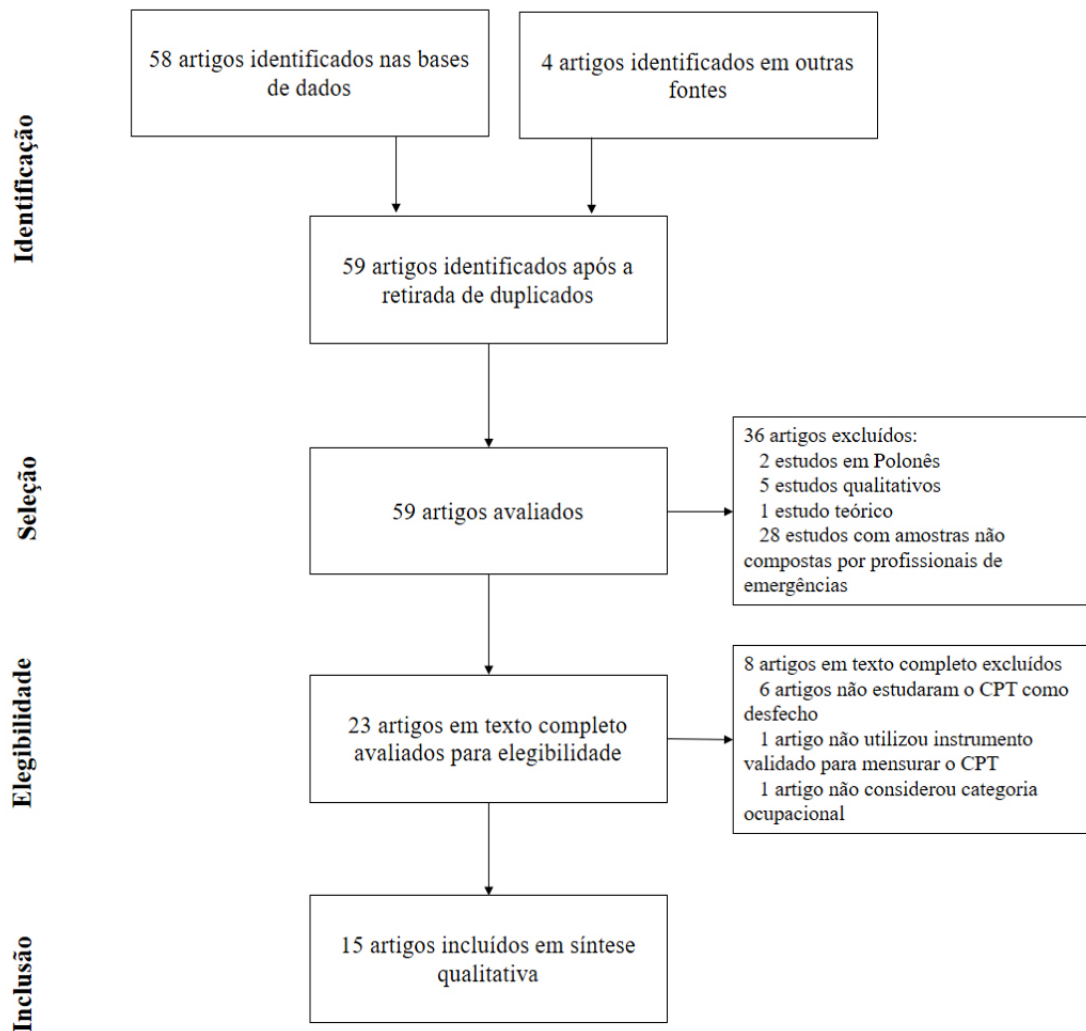 Identificação
58 artigos identificados nas bases
de dados
4 artigos identificados em outras
fontes
59 artigos identificados após a
retirada de duplicados
Seleção
59 artigos avaliados
36 artigos excluídos:
2 estudos em Polonês
5 estudos qualitativos
1 estudo teórico
28 estudos com amostras não
compostas por profissionais de
emergências
Elegibilidade
23 artigos em texto completo
avaliados para elegibilidade
8 artigos em texto completo excluídos
6 artigos não estudaram o CPT como
desfecho
1 artigo não utilizou instrumento
validado para mensurar o CPT
1 artigo não considerou categoria
ocupacional
Inclusão
15 artigos incluídos em síntese
qualitativa